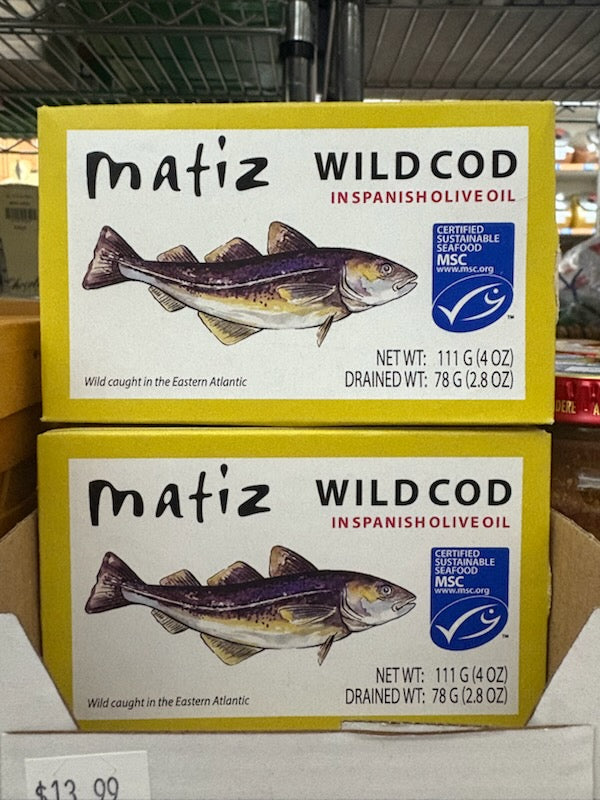 matiz
WILD COD
IN SPANISH OLIVE OIL
CERTIFIED
SUSTAINABLE
SEAFOOD
MSC
www.msc.org
TM
NET WT: 111 G (4 OZ)
DRAINED WT: 78 G (2.8 OZ)
Wild caught in the Eastern Atlantic
matiz
WILD COD
IN SPANISH OLIVE OIL
CERTIFIED
SUSTAINABLE
SEAFOOD
MSC
www.msc.org
TM
NET WT: 111 G (4 OZ)
DRAINED WT: 78 G (2.8 OZ)
Wild caught in the Eastern Atlantic
$13.99